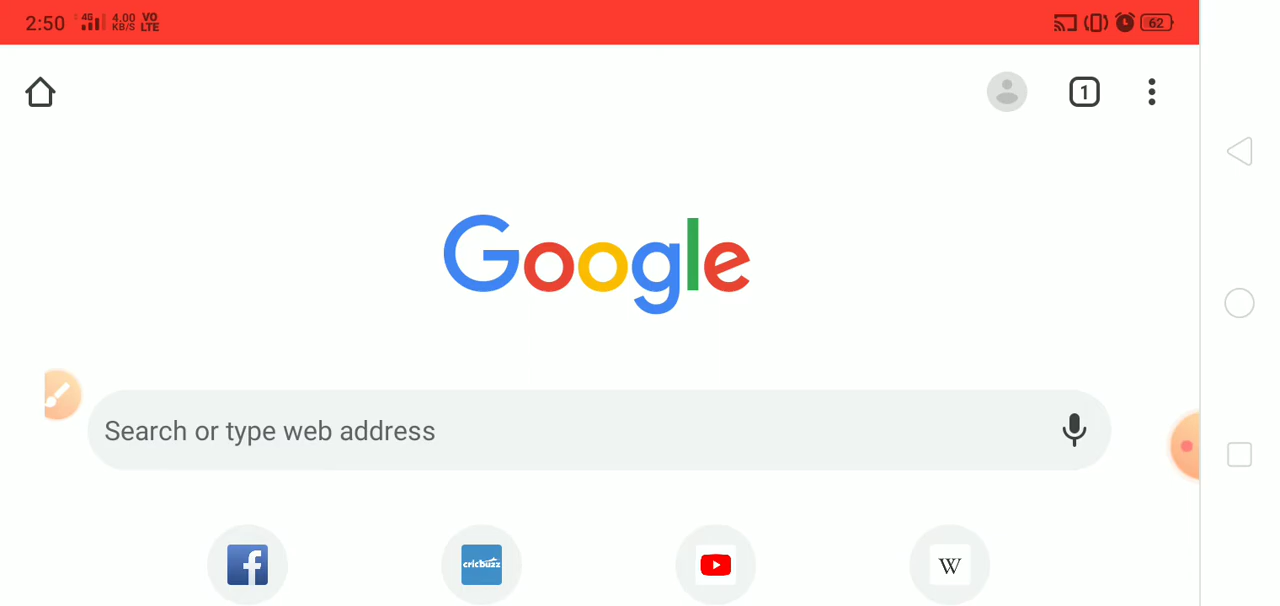 2:50 4G 4.00 KB/S VO LTE 62
1
Google
Search or type web address
f cricbuzz W